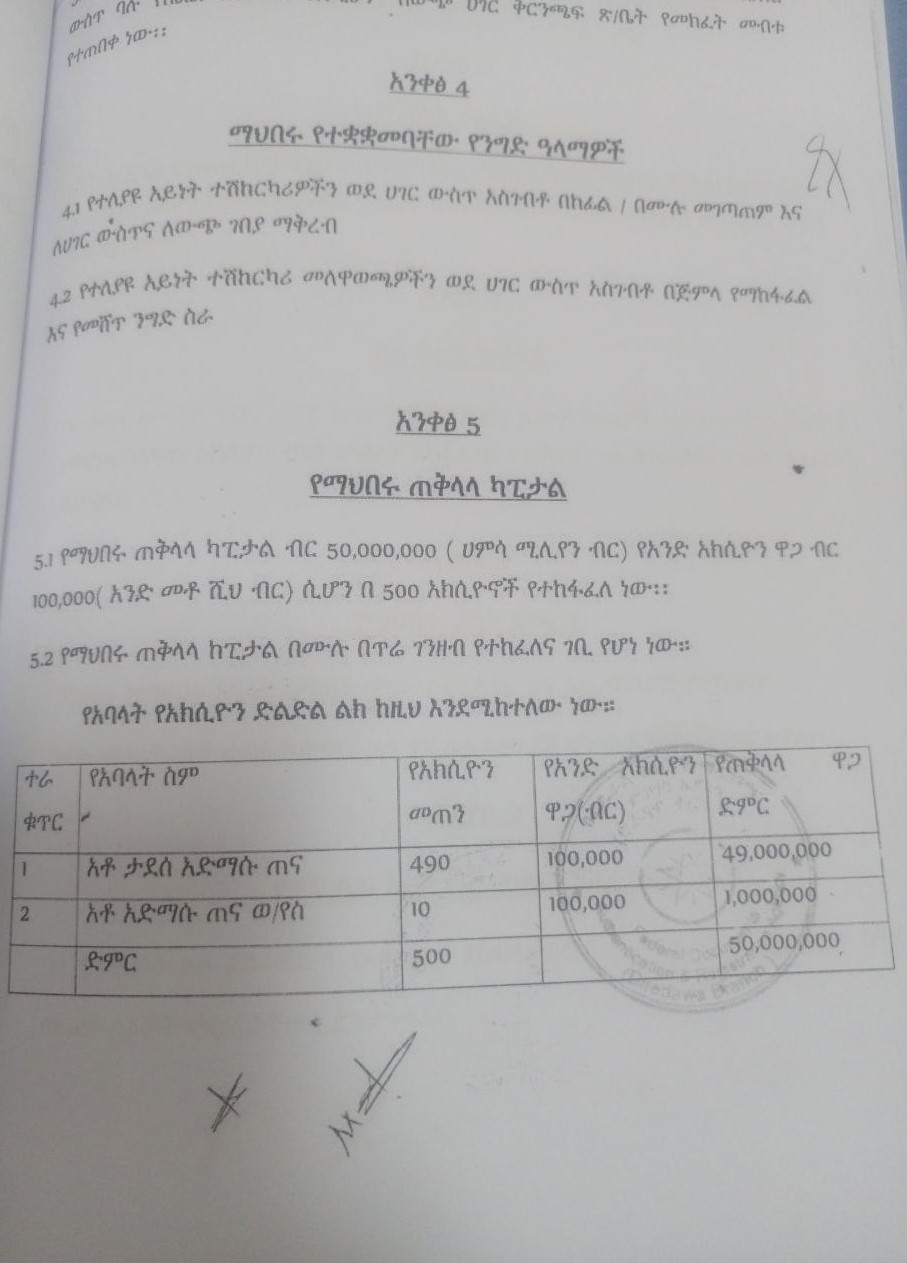 ውስጥ ባሉ ሀገር ቅርንጫፍ ጽ/ቤት የመክፈት መብቱ
የተጠበቀ ነው፡፡
አንቀፅ 4
ማህበሩ የተቋቋመባቸው የንግድ ዓላማዎች
4.1 የተለያዩ አይነት ተሽከርካሪዎችን ወደ ሀገር ውስጥ አስገብቶ በከፊል / በሙሉ መገጣጠም እና
ለሀገር ውስጥና ለውጭ ገበያ ማቅረብ
4.2 የተለያዩ አይነት ተሽከርካሪ መለዋወጫዎችን ወደ ሀገር ውስጥ አስገብቶ በጅምላ የማከፋፈል
እና የመሸጥ ንግድ ስራ
አንቀፅ 5
የማህበሩ ጠቅላላ ካፒታል
5.1 የማህበሩ ጠቅላላ ካፒታል ብር 50,000,000 ( ሀምሳ ሚሊየን ብር) የአንድ አክሲዮን ዋጋ ብር
100,000( አንድ መቶ ሺህ ብር) ሲሆን በ 500 አክሲዮኖች የተከፋፈለ ነው፡፡
5.2 የማህበሩ ጠቅላላ ከፒታል በሙሉ በጥሬ ገንዘብ የተከፈለና ገቢ የሆነ ነው።
የአባላት የአክሲዮን ድልድል ልክ ከዚህ እንደሚከተለው ነው።
ተራ የአባላት ስም የአክሲዮን የአንድ አክሲዮን የጠቅላላ ዋጋ
ቁጥር መጠን ዋጋ(ብር) ድምር
1 አቶ ታደሰ አድማሱ ጠና 490 100,000 49,000,000
2 አቶ አድማሱ ጠና ወ/የስ 10 100,000 1,000,000
ድምር 500 50,000,000